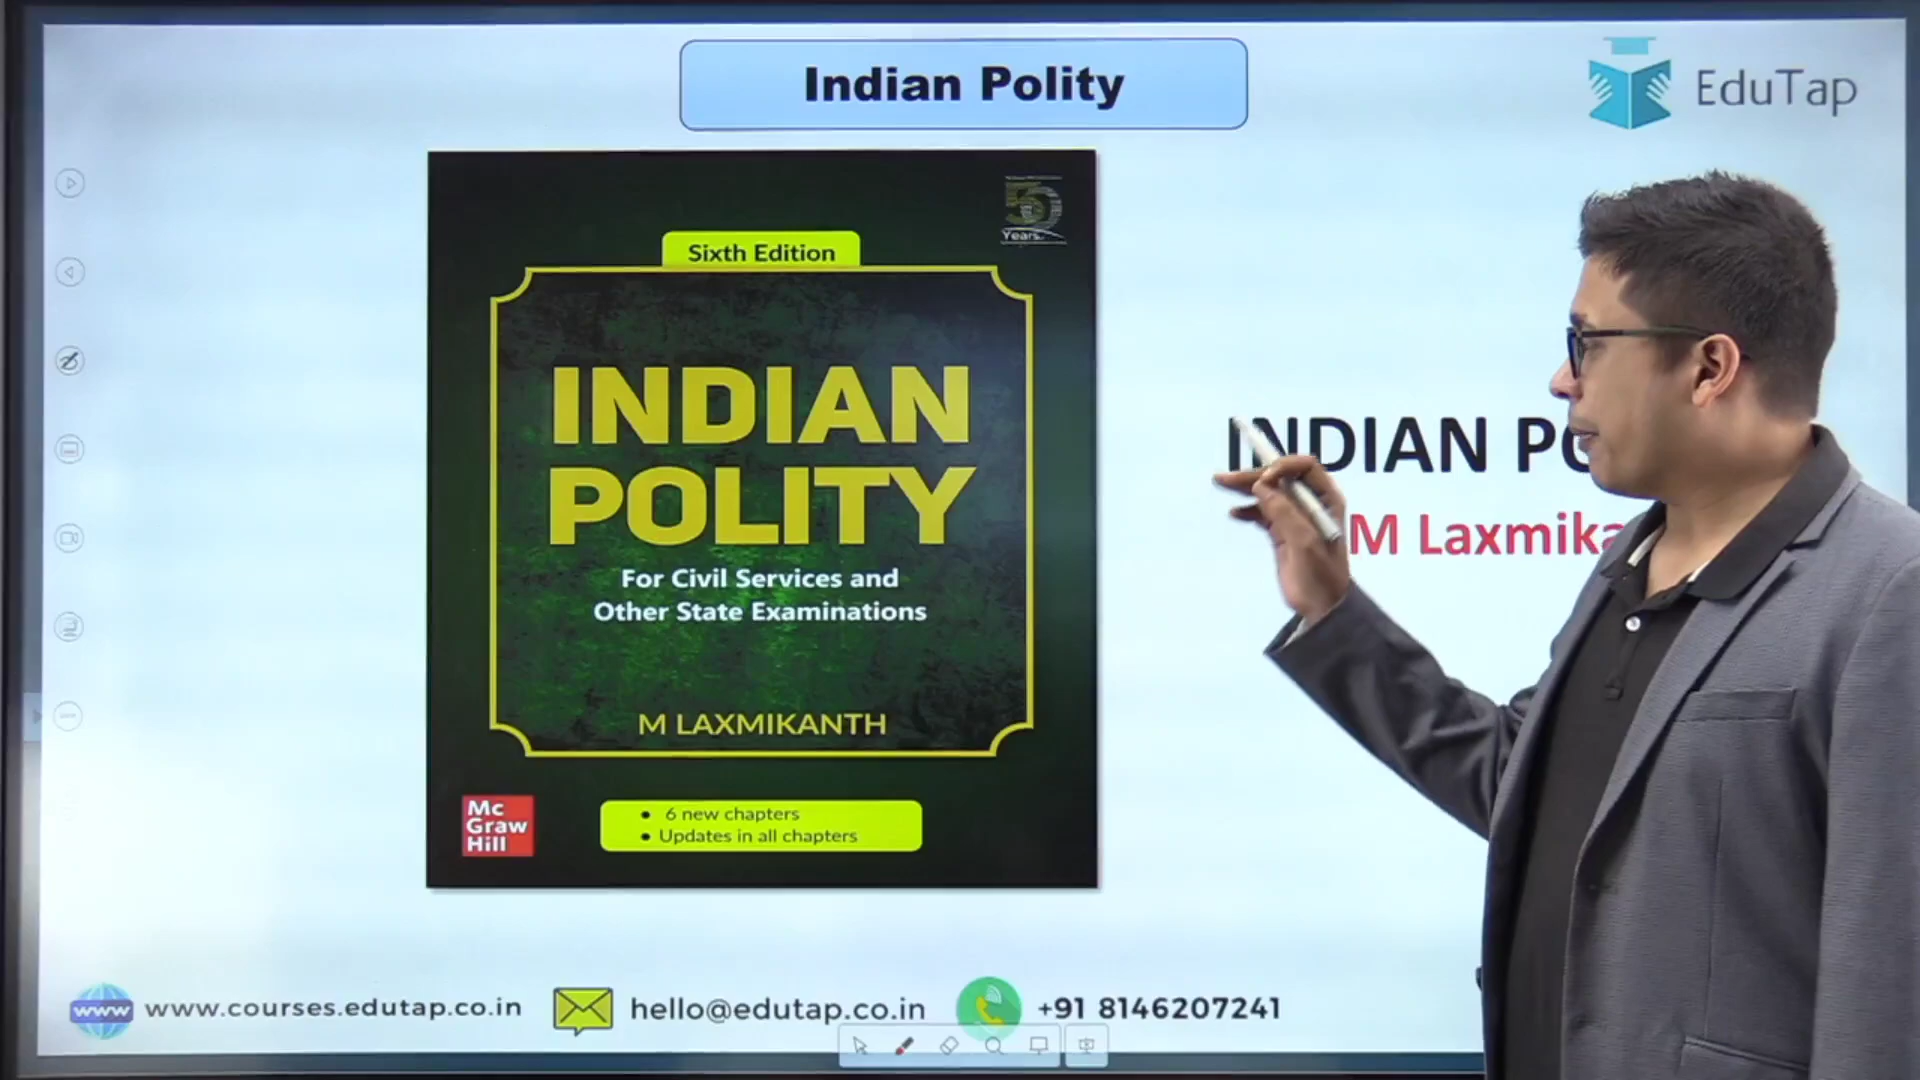 Indian Polity
EduTap
50
Years
Sixth Edition
INDIAN
POLITY
For Civil Services and
Other State Examinations
M LAXMIKANTH
Mc
Graw
Hill
• 6 new chapters
• Updates in all chapters
INDIAN PO
M Laxmika
www
www.courses.edutap.co.in
hello@edutap.co.in
+91 8146207241